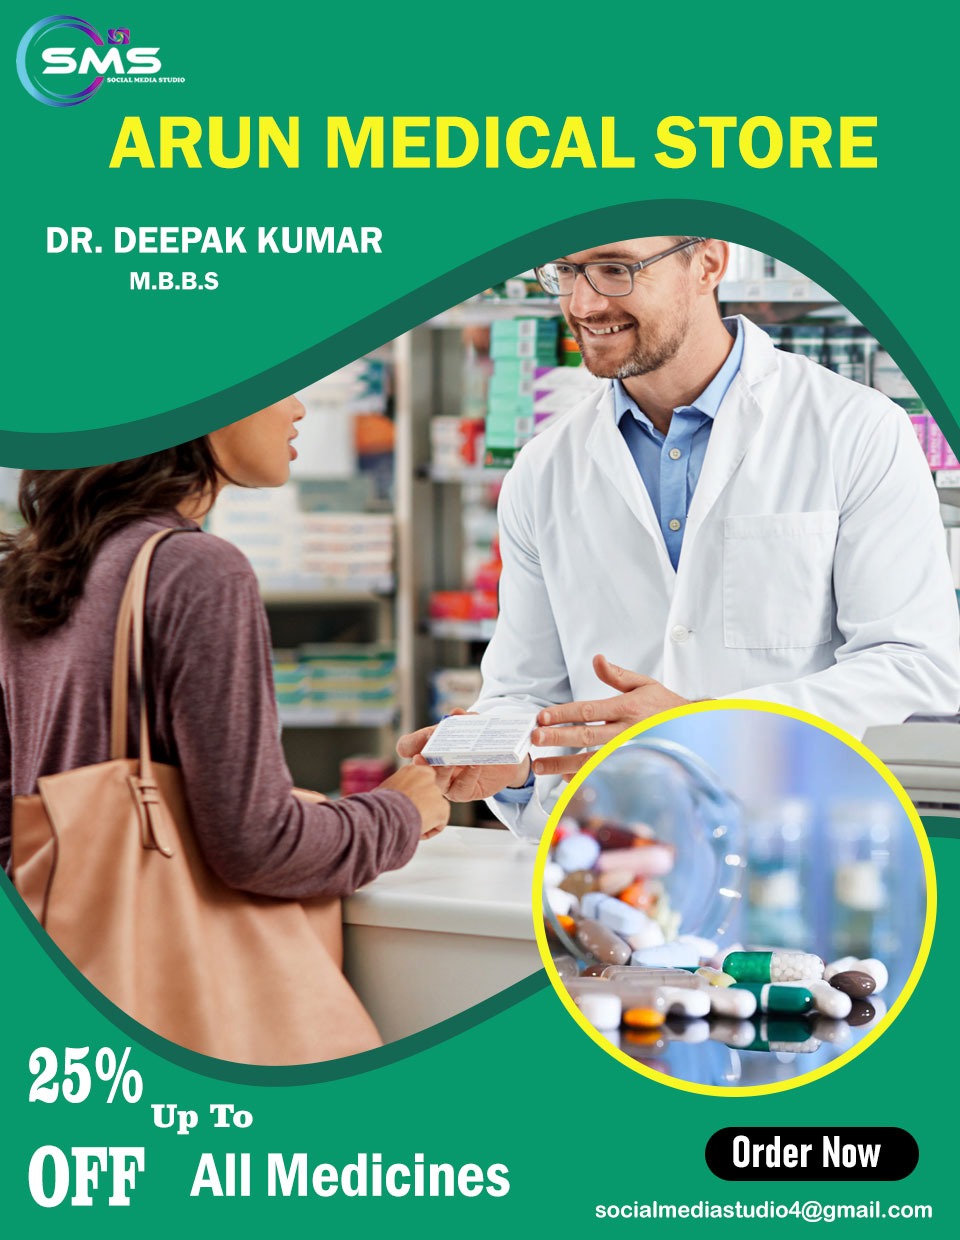 SMS
SOCIAL MEDIA STUDIO
ARUN MEDICAL STORE
DR. DEEPAK KUMAR
M.B.B.S
25%
Up To
OFF All Medicines
Order Now
socialmediastudio4@gmail.com